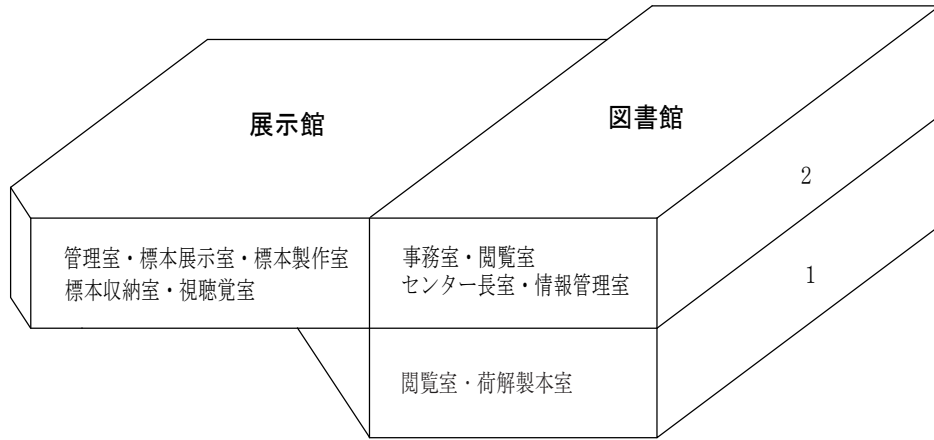 展示館
図書館
2
管理室・標本展示室・標本製作室
標本収納室・視聴覚室
事務室・閲覧室
センター長室・情報管理室
1
閲覧室・荷解製本室